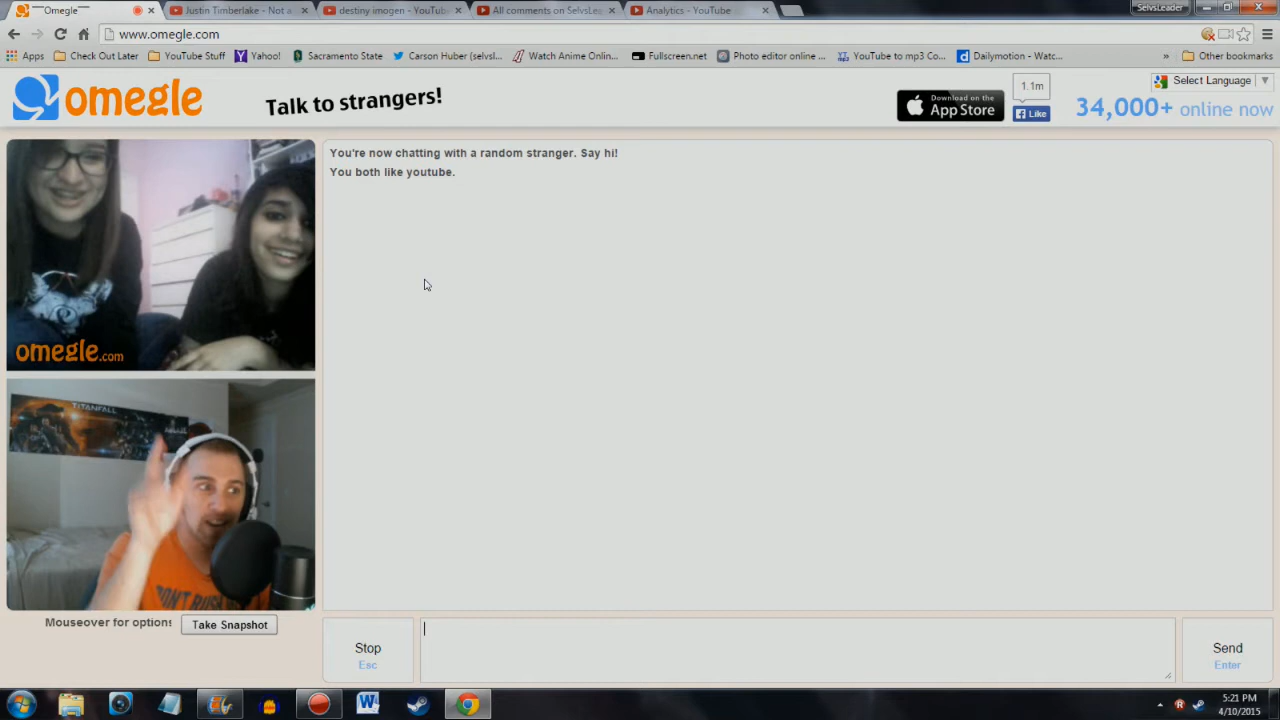 Omegle
Justin Timberlake - Not a
destiny imogen - YouTube
All comments on SelvsLea
Analytics - YouTube
SelvsLeader
www.omegle.com
Apps
Check Out Later
YouTube Stuff
Yahoo!
Sacramento State
Carson Huber (selvsl...
Watch Anime Onlin...
Fullscreen.net
Photo editor online ...
YouTube to mp3 Co...
Dailymotion - Watc...
»
Other bookmarks
omegle
Talk to strangers!
Download on the
App Store
1.1m
Like
Select Language
34,000+ online now
You're now chatting with a random stranger. Say hi!
You both like youtube.
omegle.com
TITANFALL
Mouseover for options
Take Snapshot
Stop
Esc
Send
Enter
5:21 PM
4/10/2015